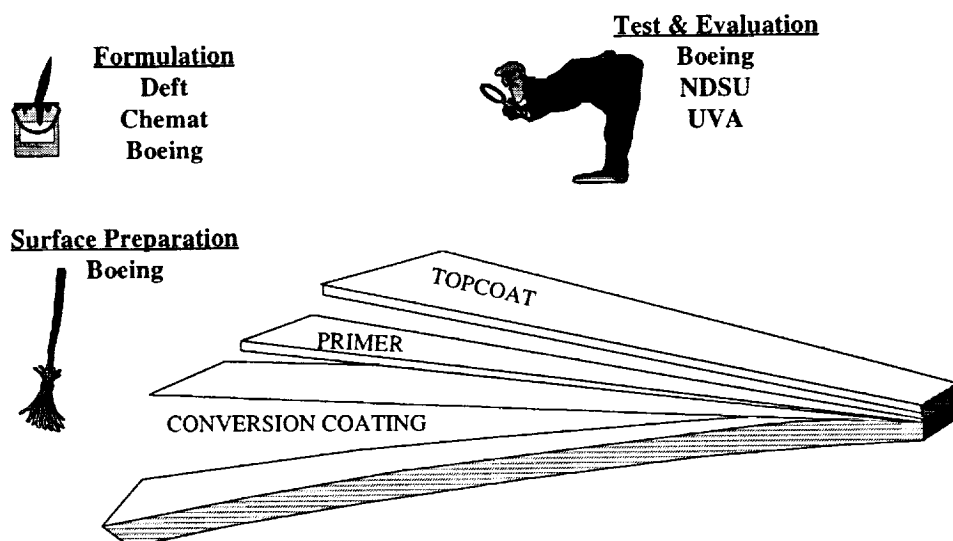 Formulation
Deft
Chemat
Boeing
Test & Evaluation
Boeing
NDSU
UVA
Surface Preparation
Boeing
TOPCOAT
PRIMER
CONVERSION COATING